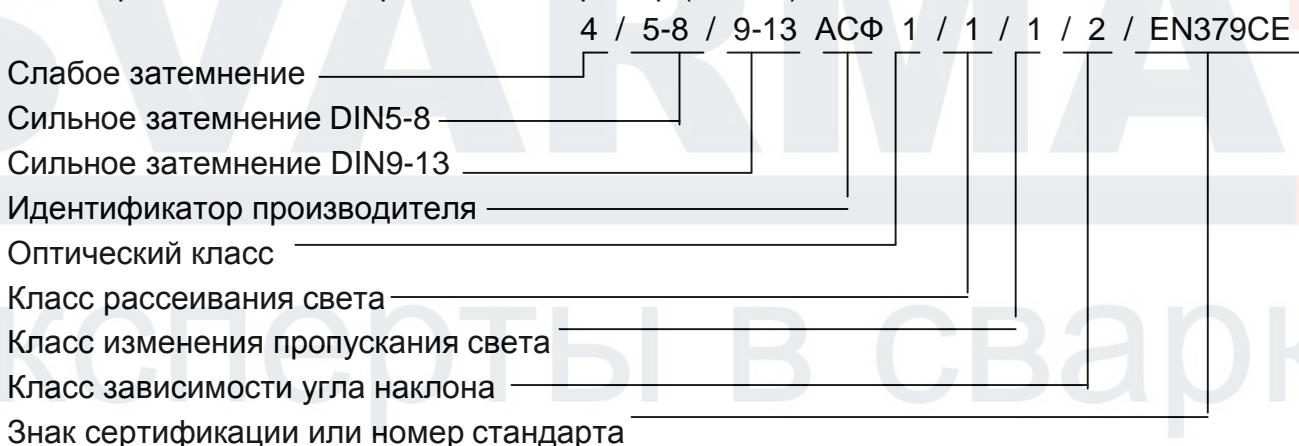 4 / 5-8 / 9-13 АСФ 1 / 1 / 1 / 2 / EN379CE
Слабое затемнение
Сильное затемнение DIN5-8
Сильное затемнение DIN9-13
Идентификатор производителя
Оптический класс
Класс рассеивания света
Класс изменения пропускания света
Класс зависимости угла наклона
Знак сертификации или номер стандарта